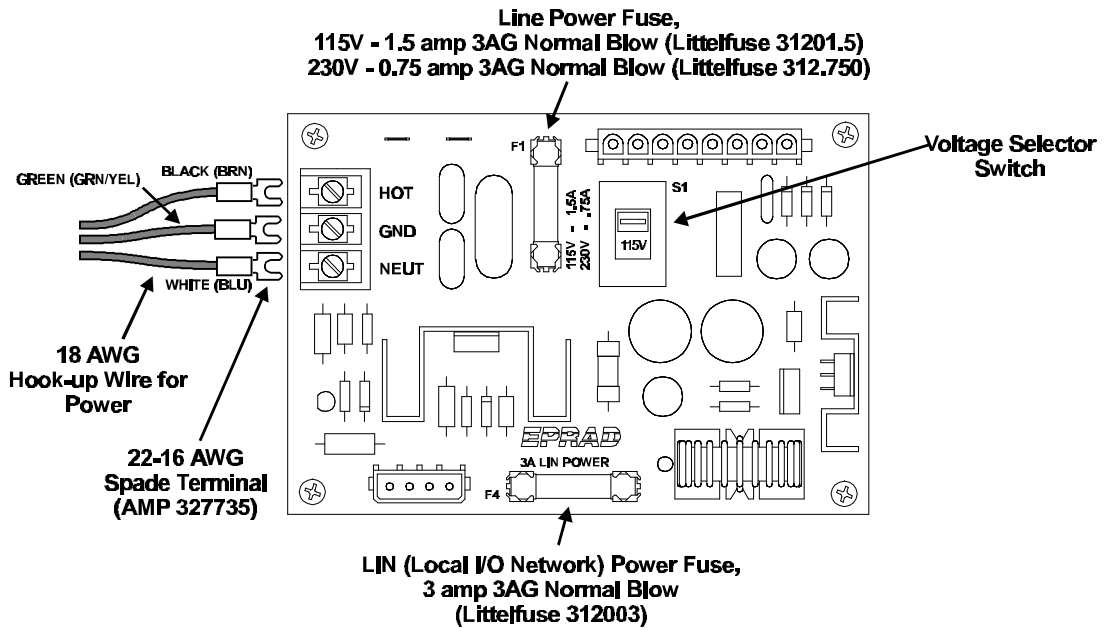 Line Power Fuse,
115V - 1.5 amp 3AG Normal Blow (Littelfuse 31201.5)
230V - 0.75 amp 3AG Normal Blow (Littelfuse 312.750)
Voltage Selector
Switch
F1
S1
115V - 1.5A
230V - .75A
115V
BLACK (BRN)
GREEN (GRN/YEL)
WHITE (BLU)
HOT
GND
NEUT
18 AWG
Hook-up Wire for
Power
22-16 AWG
Spade Terminal
(AMP 327735)
EPRAD
3A LIN POWER
F4
LIN (Local I/O Network) Power Fuse,
3 amp 3AG Normal Blow
(Littelfuse 312003)